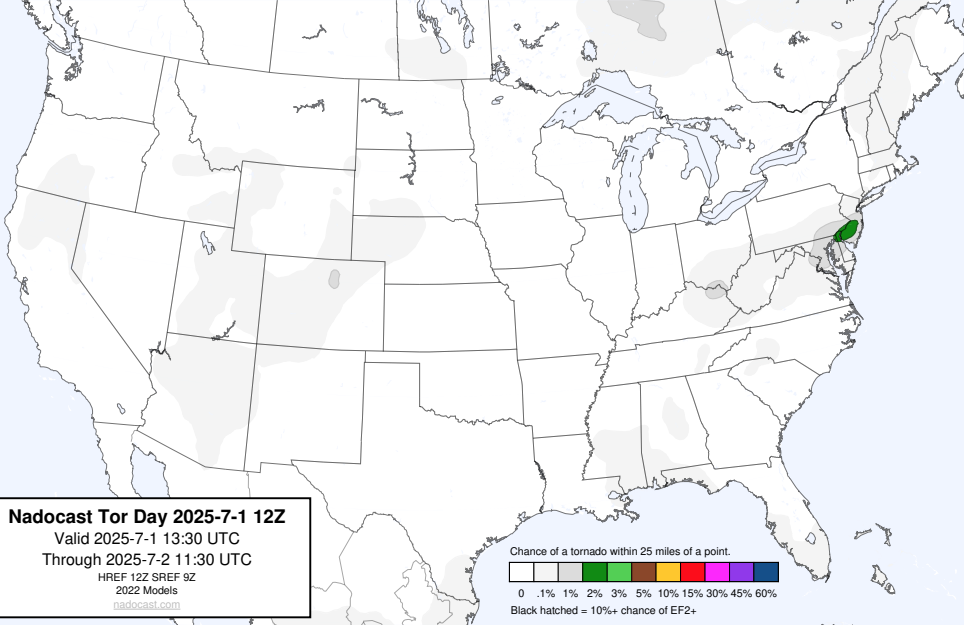 Nadocast Tor Day 2025-7-1 12Z
Valid 2025-7-1 13:30 UTC
Through 2025-7-2 11:30 UTC
HREF 12Z SREF 9Z
2022 Models
nadocast.com
Chance of a tornado within 25 miles of a point.
0 .1% 1% 2% 3% 5% 10% 15% 30% 45% 60%
Black hatched = 10%+ chance of EF2+